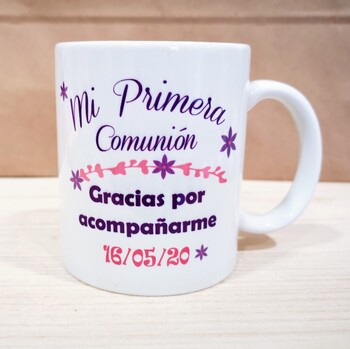 Mi Primera
Comunión
Gracias por
acompañarme
16/05/20